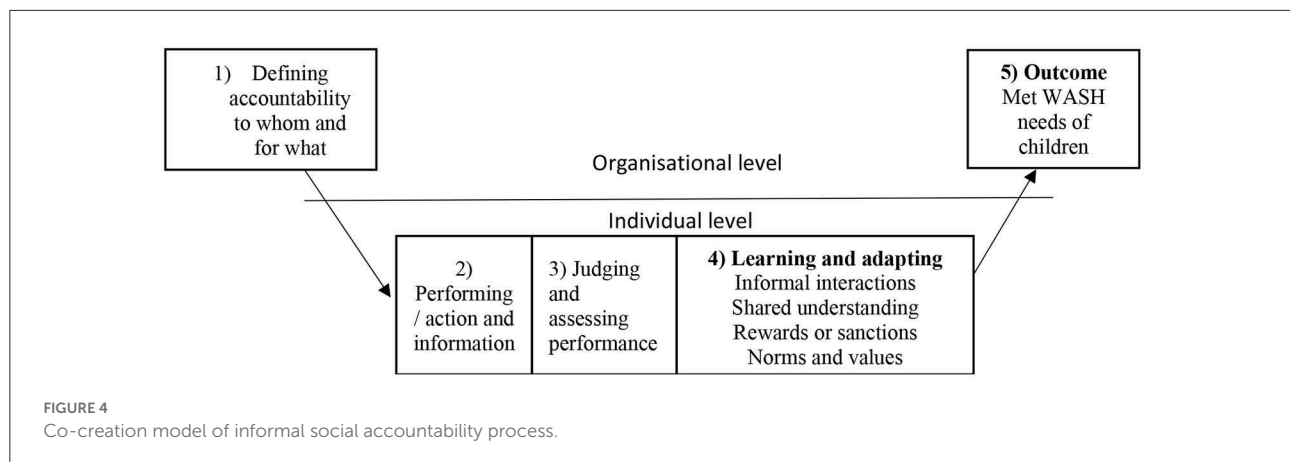 1) Defining
accountability
to whom and
for what
5) Outcome
Met WASH
needs of
children
Organisational level
Individual level
2)
Performing
/ action and
information
3) Judging
and
assessing
performance
4) Learning and adapting
Informal interactions
Shared understanding
Rewards or sanctions
Norms and values
FIGURE 4
Co-creation model of informal social accountability process.